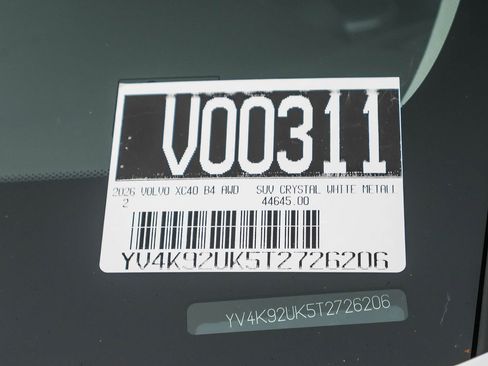 V00311
2026 VOLVO XC40 B4 AWD SUV CRYSTAL WHITE METALL
2 44645.00
YV4K92UK5T2726206
YV4K92UK5T2726206